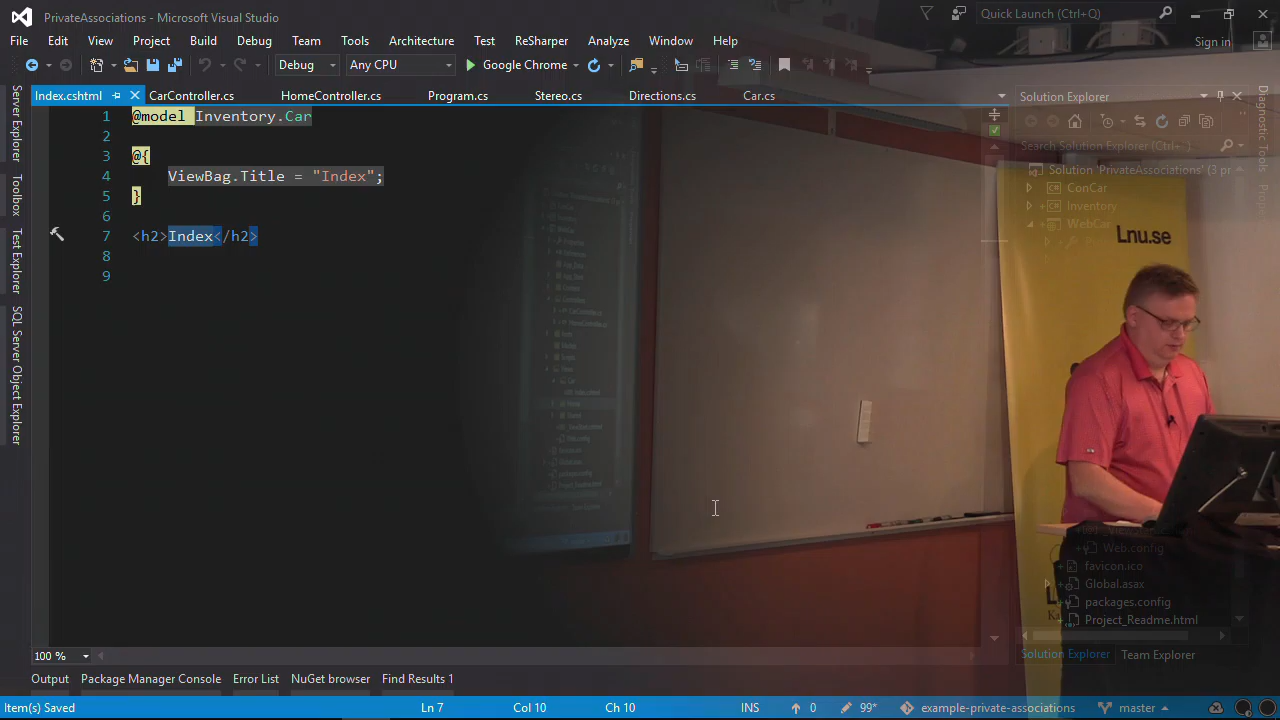 PrivateAssociations - Microsoft Visual Studio
Quick Launch (Ctrl+Q)
File Edit View Project Build Debug Team Tools Architecture Test ReSharper Analyze Window Help
Sign in
Debug Any CPU Google Chrome
Index.cshtml CarController.cs HomeController.cs Program.cs Stereo.cs Directions.cs Car.cs
Server Explorer
Toolbox
Test Explorer
SQL Server Object Explorer
1 @model Inventory.Car
2
3 @{
4 ViewBag.Title = "Index";
5 }
6
7 <h2>Index</h2>
8
9
Solution Explorer
Search Solution Explorer (Ctrl+
Solution 'PrivateAssociations' (3 pr
ConCar
Inventory
WebCar
Lnu.se
Web.config
favicon.ico
Global.asax
packages.config
Project_Readme.html
Solution Explorer Team Explorer
Diagnostic Tools
100 %
Output Package Manager Console Error List NuGet browser Find Results 1
Item(s) Saved Ln 7 Col 10 Ch 10 INS 0 99* example-private-associations master